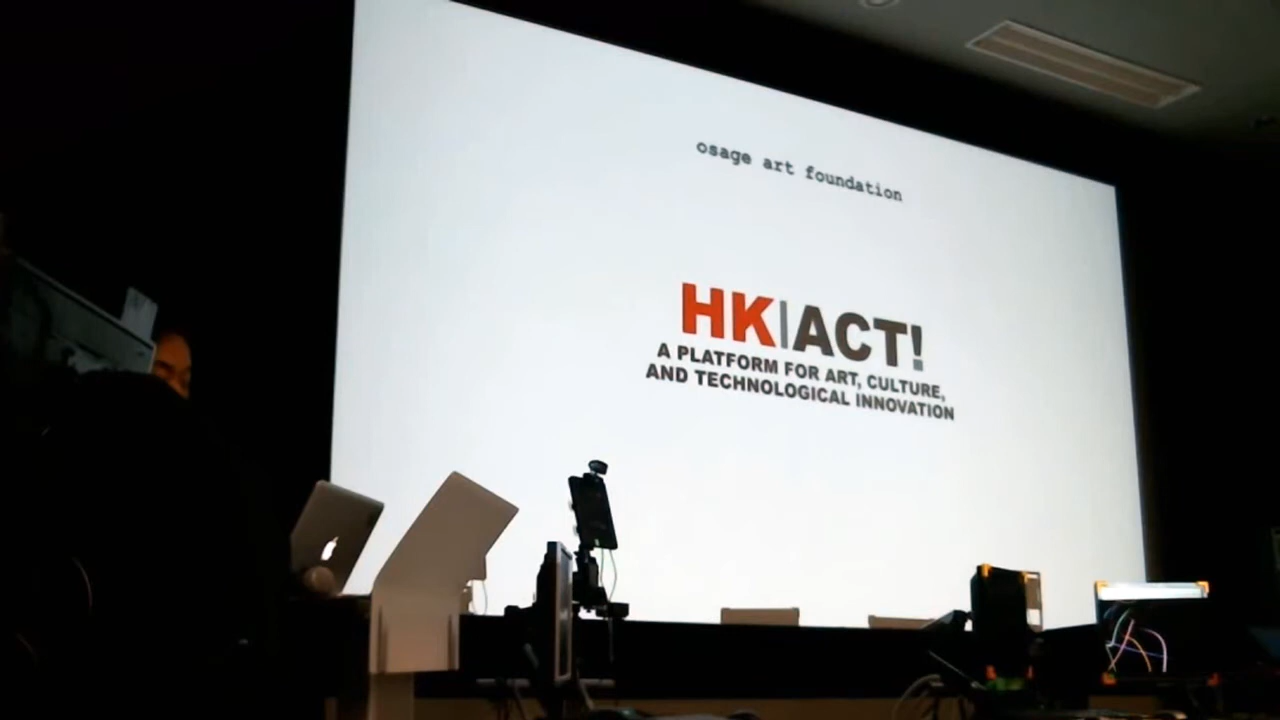 osage art foundation
HK|ACT!
A PLATFORM FOR ART, CULTURE,
AND TECHNOLOGICAL INNOVATION